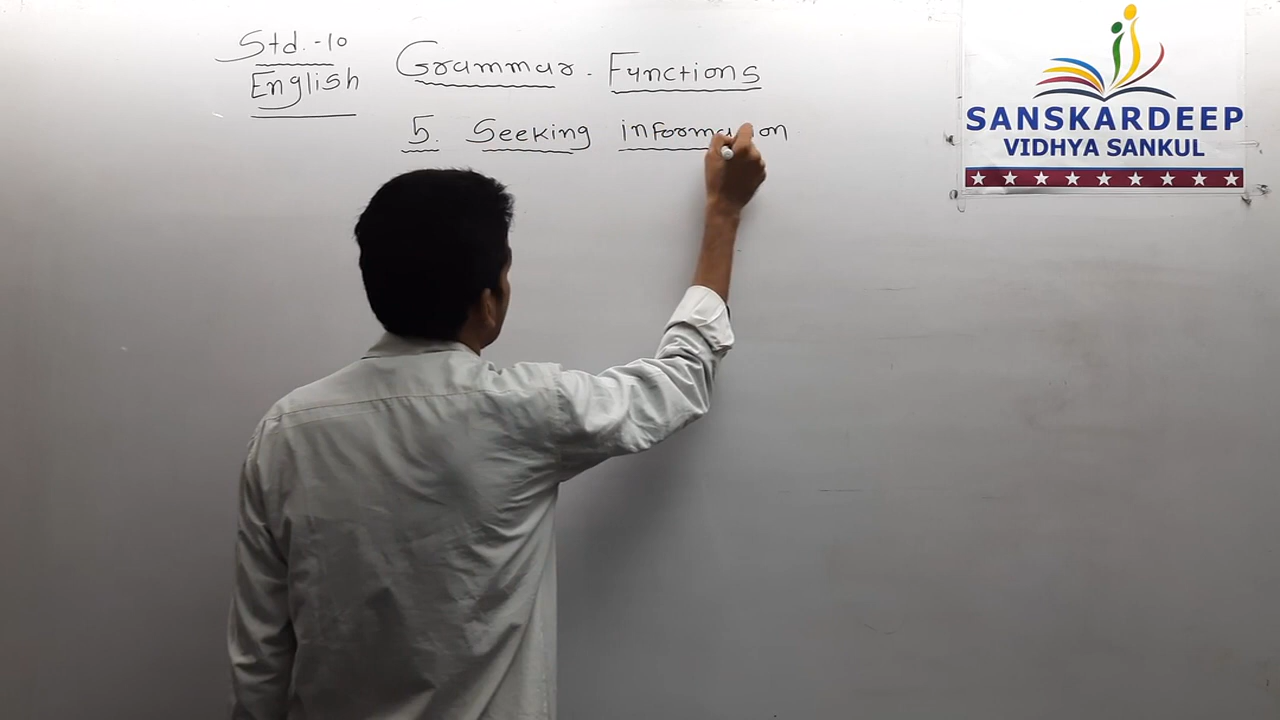 Std.-10
English
Grammar. Functions
5. Seeking information
SANSKARDEEP
VIDHYA SANKUL